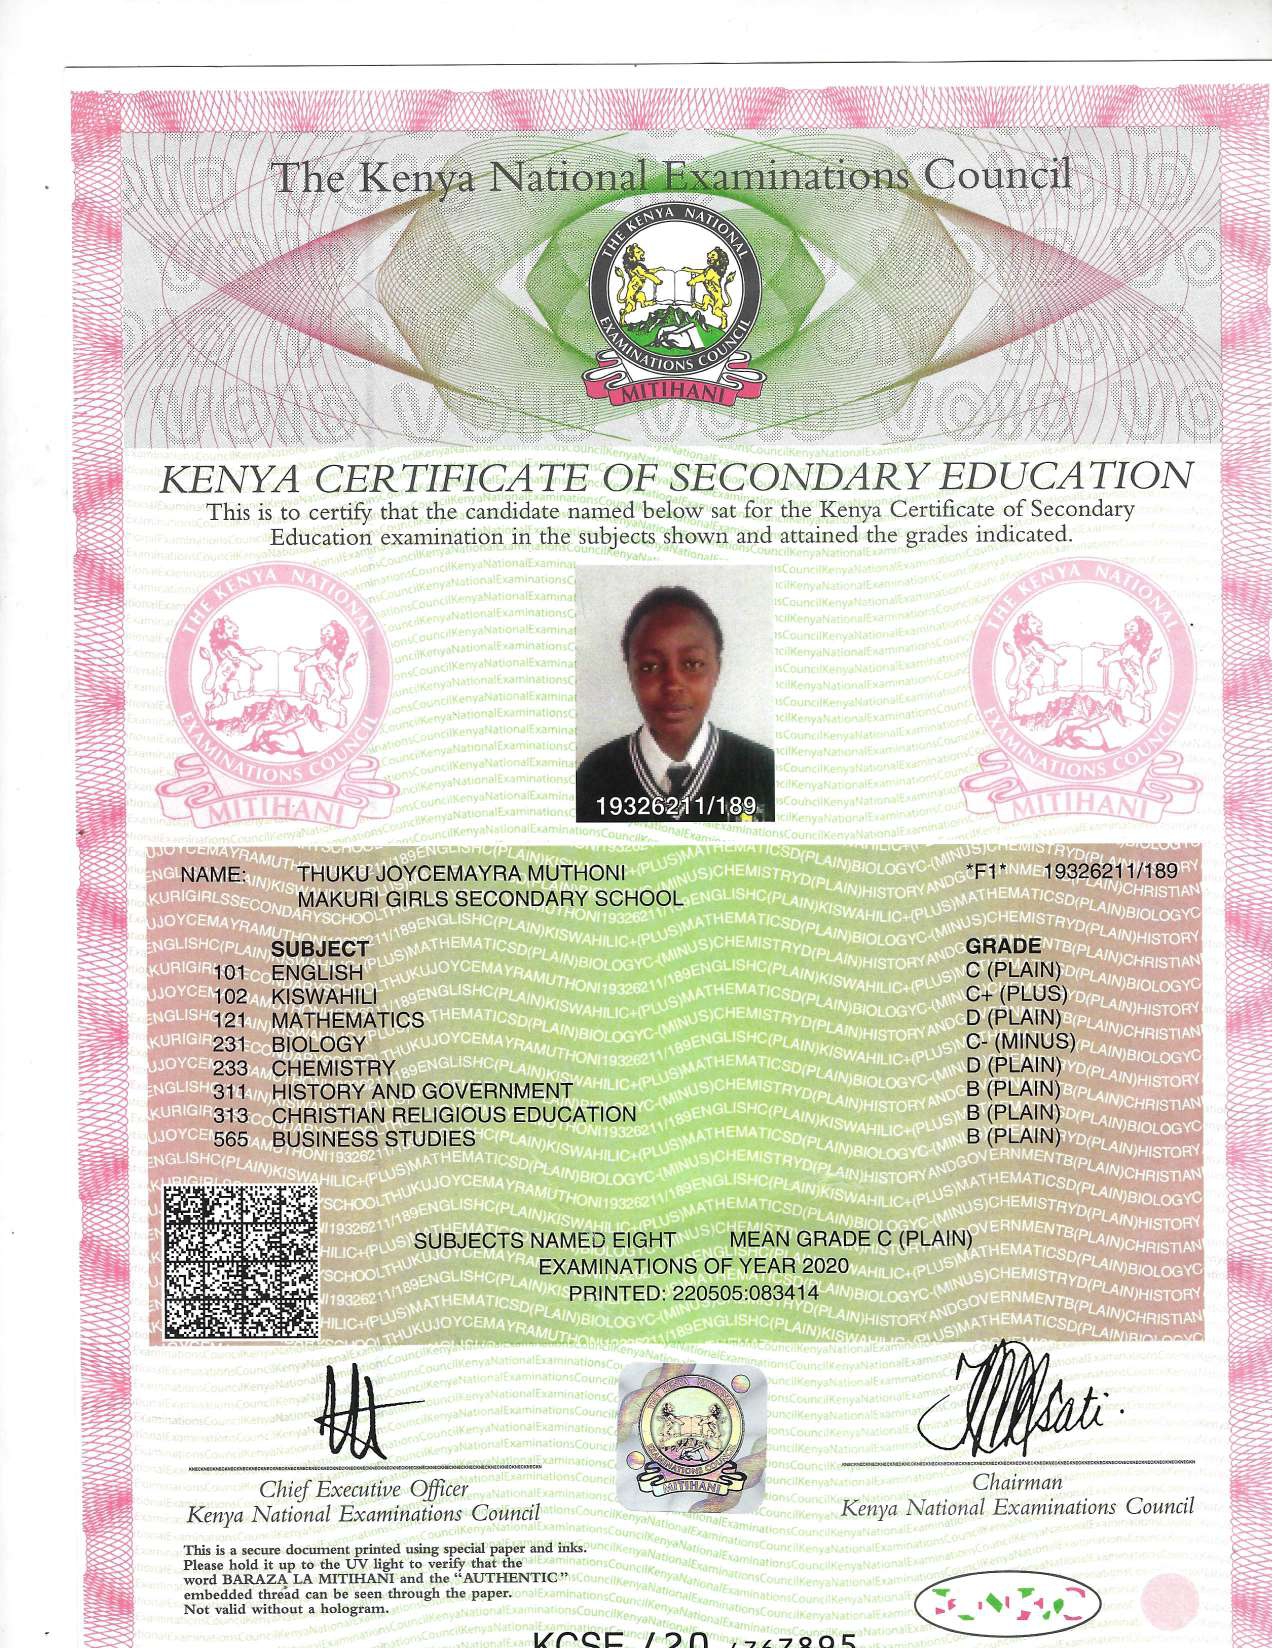 The Kenya National Examinations Council
THE KENYA NATIONAL
EXAMINATIONS COUNCIL
MITIHANI
KENYA CERTIFICATE OF SECONDARY EDUCATION
This is to certify that the candidate named below sat for the Kenya Certificate of Secondary
Education examination in the subjects shown and attained the grades indicated.
THE KENYA NATIONAL
EXAMINATIONS COUNCIL
MITIHANI
THE KENYA NATIONAL
EXAMINATIONS COUNCIL
MITIHANI
19326211/189
NAME: THUKU JOYCEMAYRA MUTHONI *F1* 19326211/189
MAKURI GIRLS SECONDARY SCHOOL
SUBJECT GRADE
101 ENGLISH C (PLAIN)
102 KISWAHILI C+ (PLUS)
121 MATHEMATICS D (PLAIN)
231 BIOLOGY C- (MINUS)
233 CHEMISTRY D (PLAIN)
311 HISTORY AND GOVERNMENT B (PLAIN)
313 CHRISTIAN RELIGIOUS EDUCATION B (PLAIN)
565 BUSINESS STUDIES B (PLAIN)
SUBJECTS NAMED EIGHT MEAN GRADE C (PLAIN)
EXAMINATIONS OF YEAR 2020
PRINTED: 220505:083414
Chief Executive Officer
Kenya National Examinations Council
MITIHANI
Chairman
Kenya National Examinations Council
This is a secure document printed using special paper and inks.
Please hold it up to the UV light to verify that the
word BARAZA LA MITIHANI and the "AUTHENTIC"
embedded thread can be seen through the paper.
Not valid without a hologram.
KCSE /20